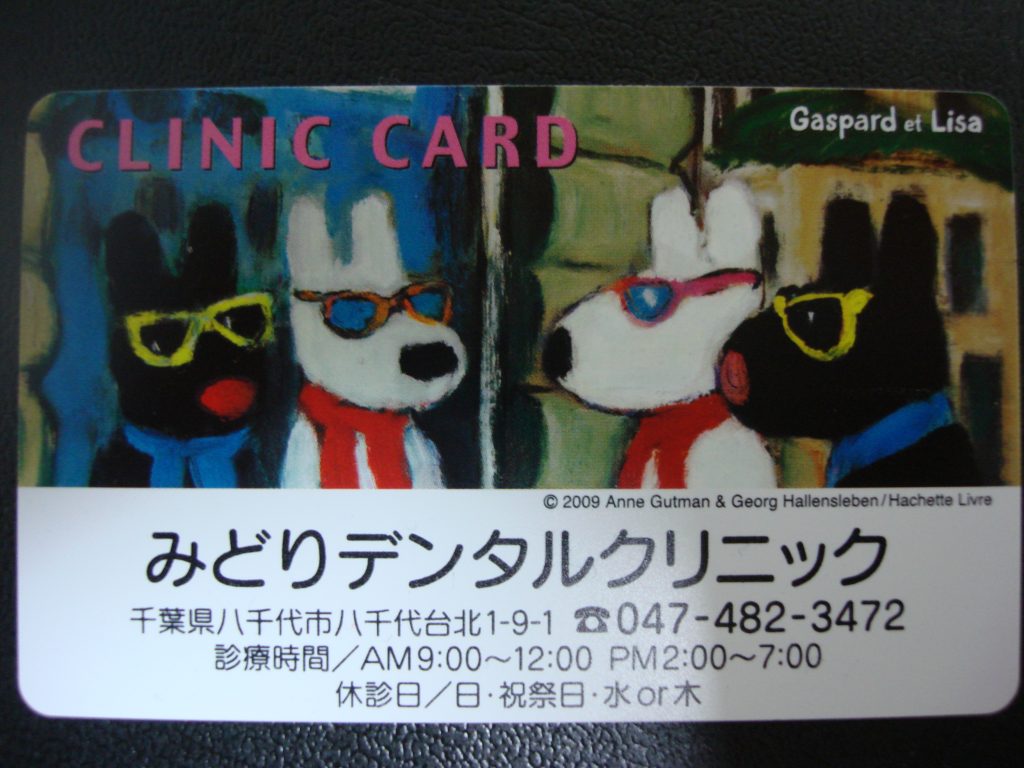 CLINIC CARD
Gaspard et Lisa
© 2009 Anne Gutman & Georg Hallensleben/Hachette Livre
みどりデンタルクリニック
千葉県八千代市八千代台北1-9-1 ☎047-482-3472
診療時間／AM9:00〜12:00 PM2:00〜7:00
休診日／日・祝祭日・水or木